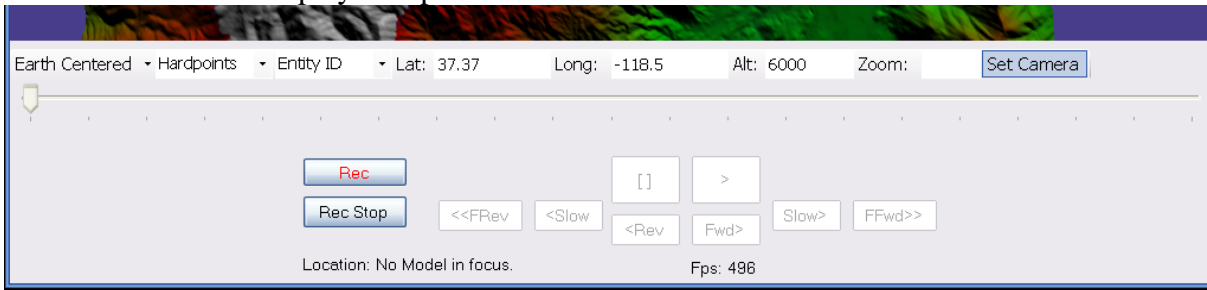 Earth Centered Hardpoints Entity ID Lat: 37.37 Long: -118.5 Alt: 6000 Zoom: Set Camera
Rec
[ ] >
Rec Stop
<<FRev <Slow Slow> FFwd>>
<Rev Fwd>
Location: No Model in focus. Fps: 496